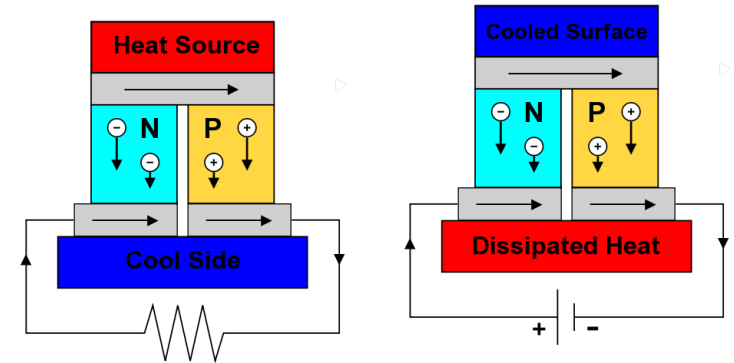 Heat Source
N P
− −
+ +
Cool Side
Cooled Surface
N P
− −
+ +
Dissipated Heat
+ −